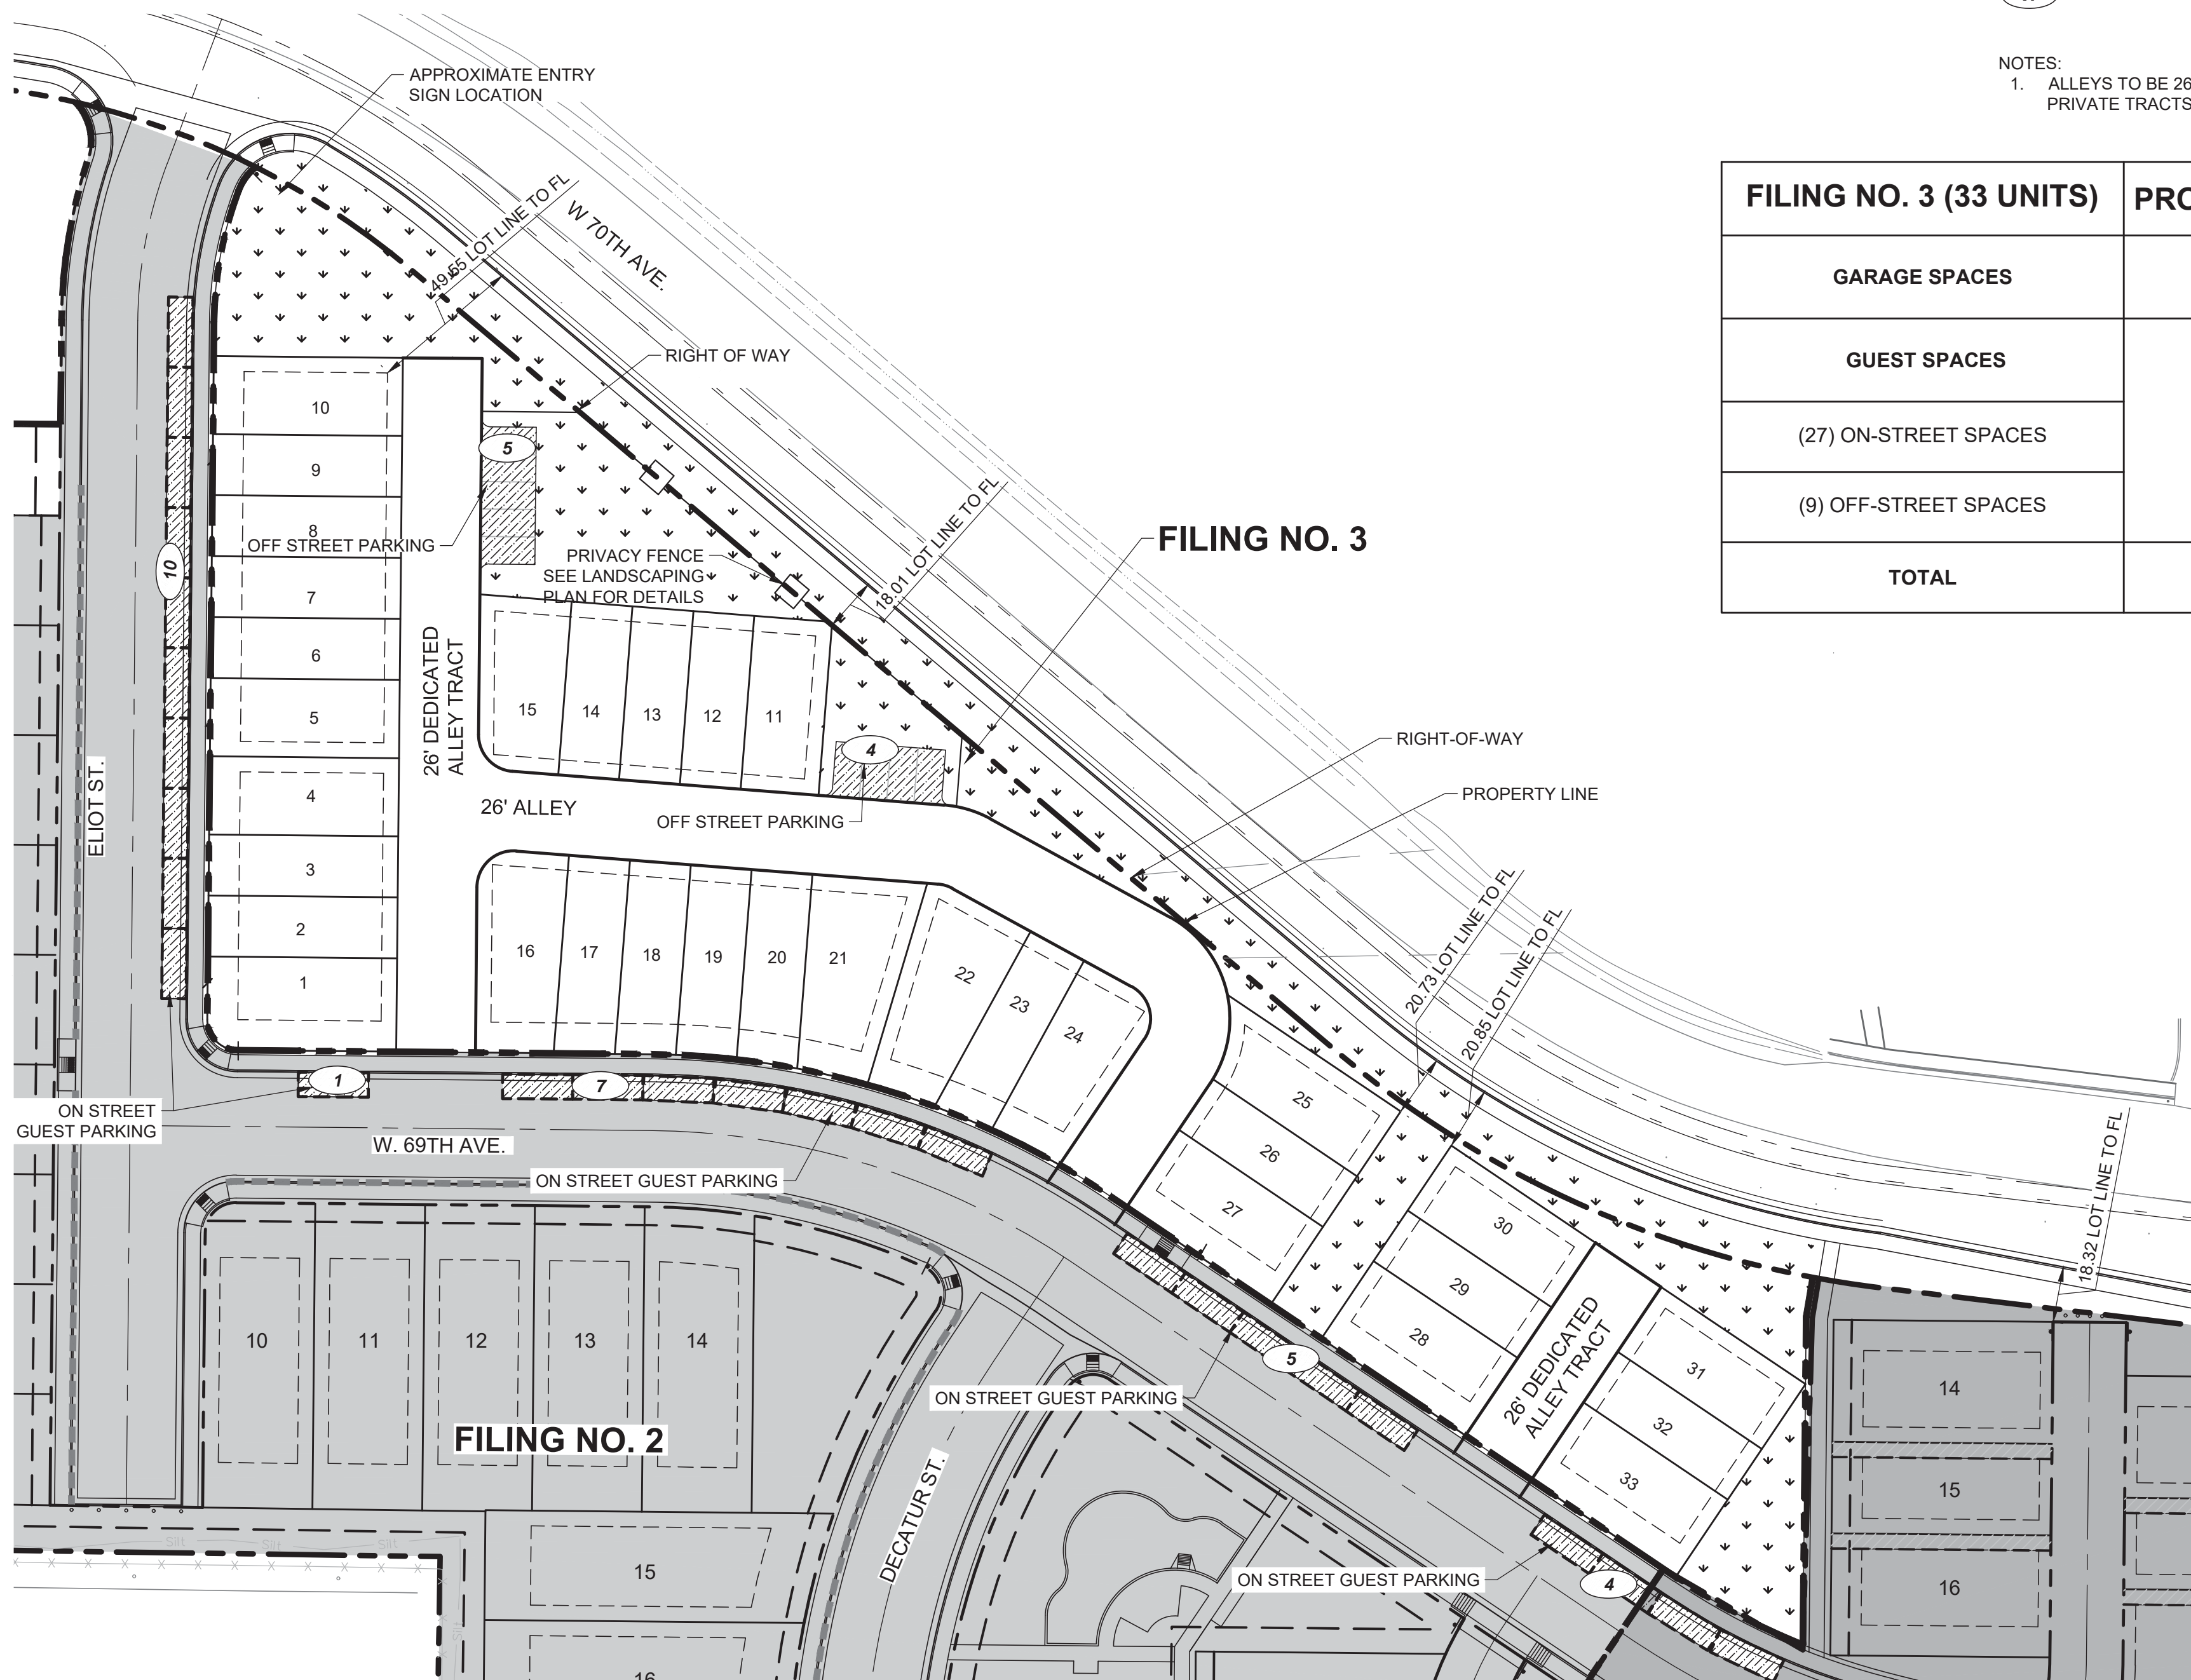 NOTES:
1. ALLEYS TO BE 26
PRIVATE TRACTS
FILING NO. 3 (33 UNITS)
PRO
GARAGE SPACES
GUEST SPACES
(27) ON-STREET SPACES
(9) OFF-STREET SPACES
TOTAL
APPROXIMATE ENTRY
SIGN LOCATION
49.55 LOT LINE TO FL
W 70TH AVE.
RIGHT OF WAY
10
9
8
7
6
5
4
3
2
1
5
OFF STREET PARKING
PRIVACY FENCE
SEE LANDSCAPING
PLAN FOR DETAILS
18.01 LOT LINE TO FL
FILING NO. 3
10
ELIOT ST.
26' DEDICATED
ALLEY TRACT
15
14
13
12
11
4
OFF STREET PARKING
26' ALLEY
RIGHT-OF-WAY
PROPERTY LINE
20.73 LOT LINE TO FL
20.85 LOT LINE TO FL
16
17
18
19
20
21
22
23
24
25
26
27
28
29
30
26' DEDICATED
ALLEY TRACT
31
32
33
18.32 LOT LINE TO FL
1
7
ON STREET
GUEST PARKING
W. 69TH AVE.
ON STREET GUEST PARKING
5
ON STREET GUEST PARKING
4
ON STREET GUEST PARKING
10
11
12
13
14
FILING NO. 2
DECATUR ST.
Silt
Silt
Silt
Silt
15
16
14
15
16